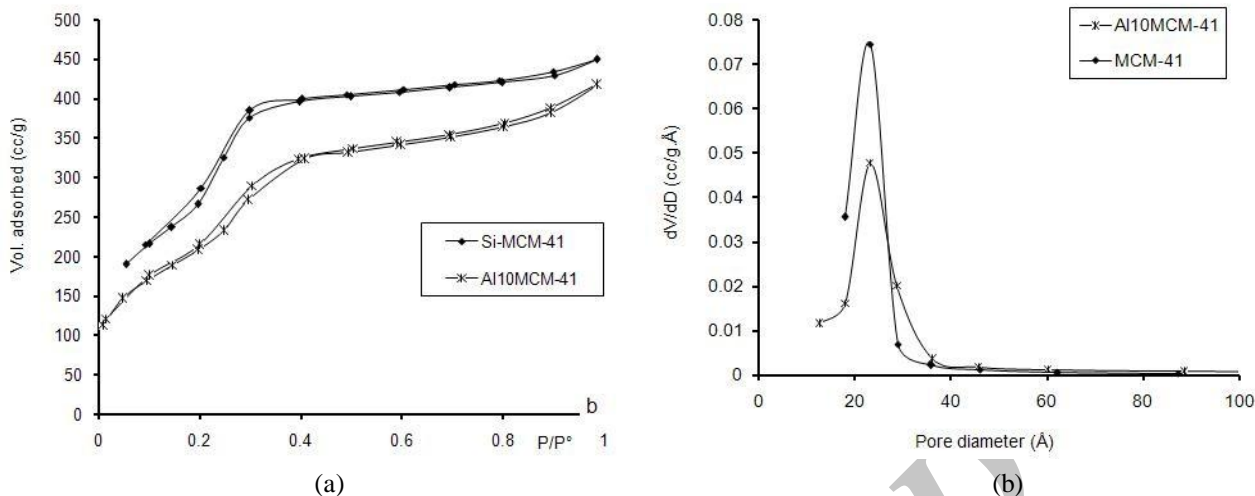 500
450
400
350
300
250
200
150
100
50
0
Vol. adsorbed (cc/g)
Si-MCM-41
Al10MCM-41
b
0 0.2 0.4 0.6 0.8 1
P/P°
(a)
Al10MCM-41
MCM-41
0.08
0.07
0.06
0.05
0.04
0.03
0.02
0.01
0
dV/dD (cc/g.Å)
0 20 40 60 80 100
Pore diameter (Å)
(b)